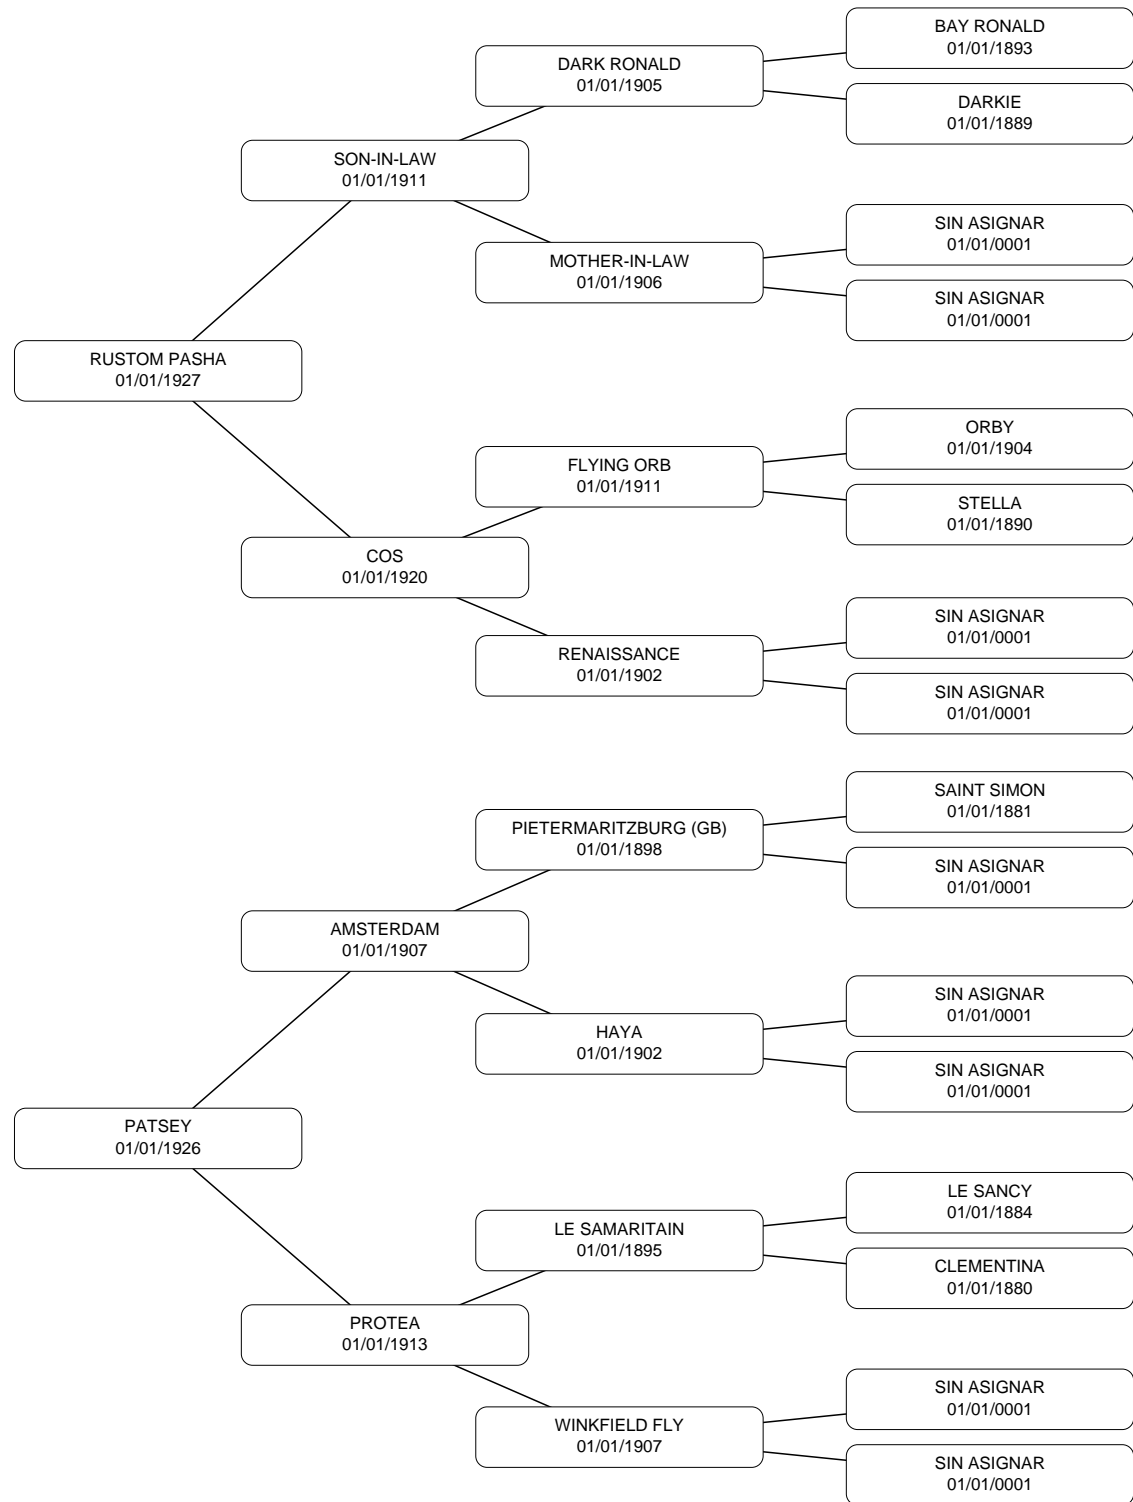 BAY RONALD
01/01/1893
DARK RONALD
01/01/1905
DARKIE
01/01/1889
SON-IN-LAW
01/01/1911
SIN ASIGNAR
01/01/0001
MOTHER-IN-LAW
01/01/1906
SIN ASIGNAR
01/01/0001
RUSTOM PASHA
01/01/1927
ORBY
01/01/1904
FLYING ORB
01/01/1911
STELLA
01/01/1890
COS
01/01/1920
SIN ASIGNAR
01/01/0001
RENAISSANCE
01/01/1902
SIN ASIGNAR
01/01/0001
SAINT SIMON
01/01/1881
PIETERMARITZBURG (GB)
01/01/1898
SIN ASIGNAR
01/01/0001
AMSTERDAM
01/01/1907
SIN ASIGNAR
01/01/0001
HAYA
01/01/1902
SIN ASIGNAR
01/01/0001
PATSEY
01/01/1926
LE SANCY
01/01/1884
LE SAMARITAIN
01/01/1895
CLEMENTINA
01/01/1880
PROTEA
01/01/1913
SIN ASIGNAR
01/01/0001
WINKFIELD FLY
01/01/1907
SIN ASIGNAR
01/01/0001